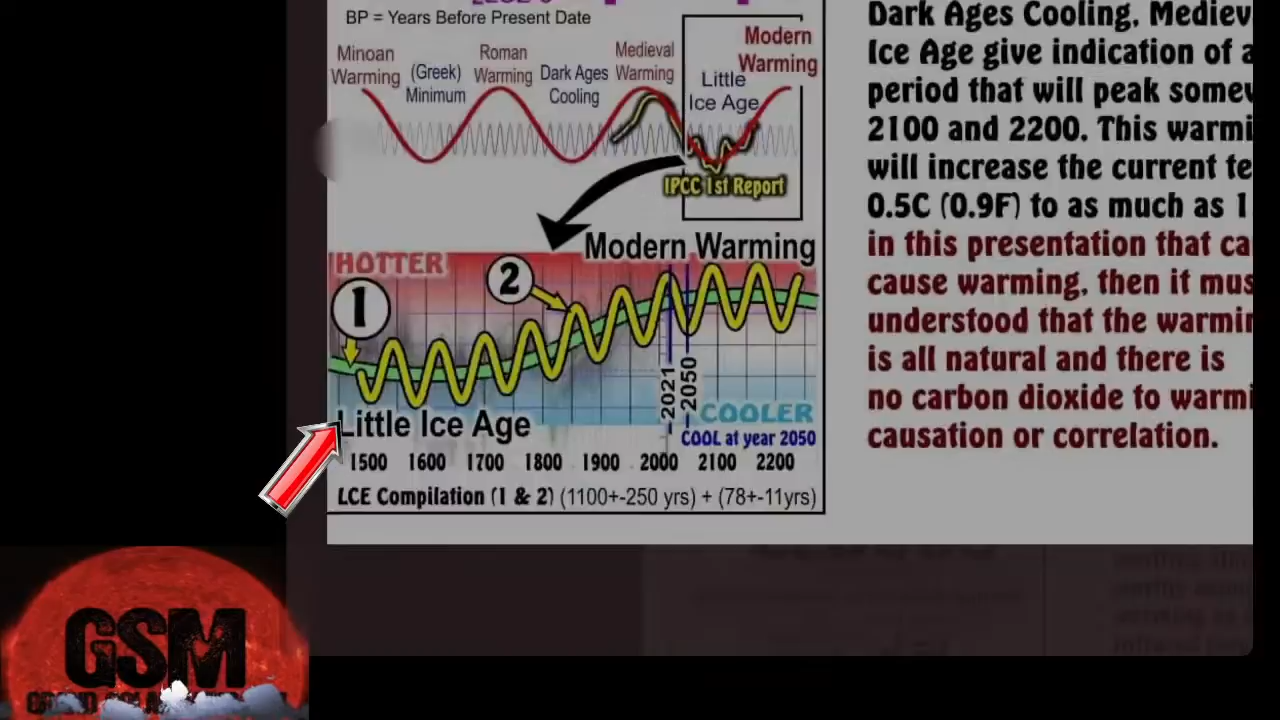 BP = Years Before Present Date
Minoan Warming
(Greek) Minimum
Roman Warming
Dark Ages Cooling
Medieval Warming
Little Ice Age
Modern Warming
IPCC 1st Report
Modern Warming
HOTTER
1
2
2021
2050
COOLER
Little Ice Age
COOL at year 2050
1500 1600 1700 1800 1900 2000 2100 2200
LCE Compilation (1 & 2) (1100+-250 yrs) + (78+-11yrs)
Dark Ages Cooling, Mediev
Ice Age give indication of a
period that will peak somew
2100 and 2200. This warmi
will increase the current te
0.5C (0.9F) to as much as 1
in this presentation that ca
cause warming, then it mus
understood that the warmin
is all natural and there is
no carbon dioxide to warmi
causation or correlation.
GSM